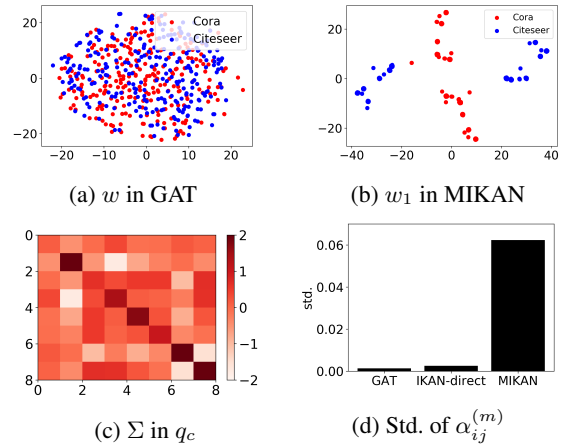 Cora
Citeseer
20
0
−20
−20
−10
0
10
20
(a) w in GAT
Cora
Citeseer
20
0
−20
−40
−20
0
20
40
(b) w₁ in MIKAN
0
2
4
6
8
0
2
4
6
8
2
1
0
−1
−2
(c) Σ in q_c
std.
0.06
0.04
0.02
0.00
GAT
IKAN-direct
MIKAN
(d) Std. of α_{ij}^{(m)}